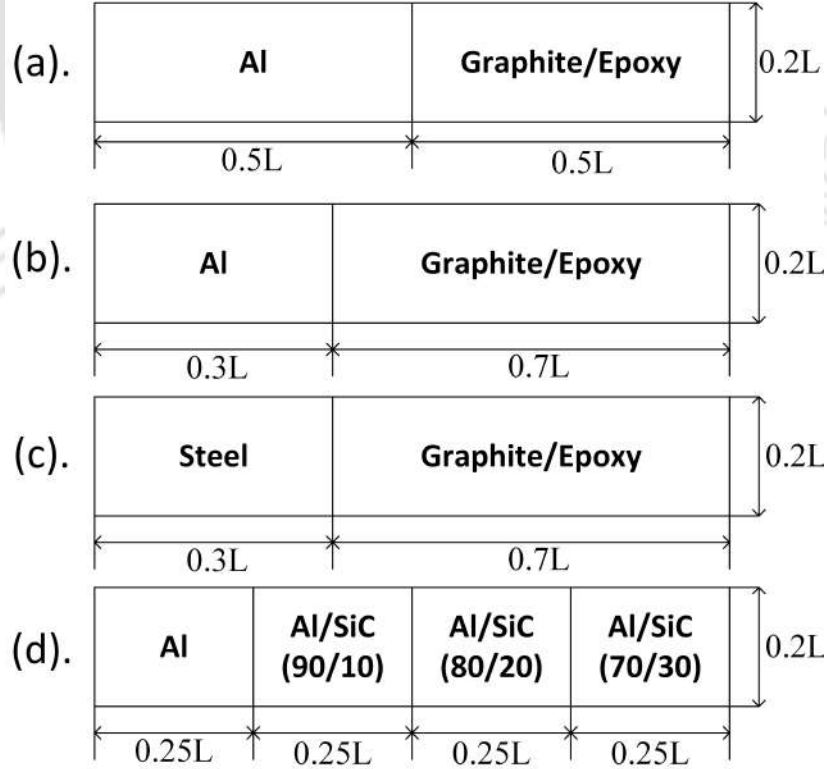 (a).
Al
Graphite/Epoxy
0.2L
0.5L
0.5L
(b).
Al
Graphite/Epoxy
0.2L
0.3L
0.7L
(c).
Steel
Graphite/Epoxy
0.2L
0.3L
0.7L
(d).
Al
Al/SiC
(90/10)
Al/SiC
(80/20)
Al/SiC
(70/30)
0.2L
0.25L
0.25L
0.25L
0.25L